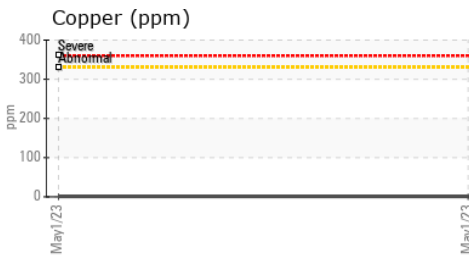 Copper (ppm)
400
Severe
Abnormal
300
ppm
200
100
0
May1/23
May1/23